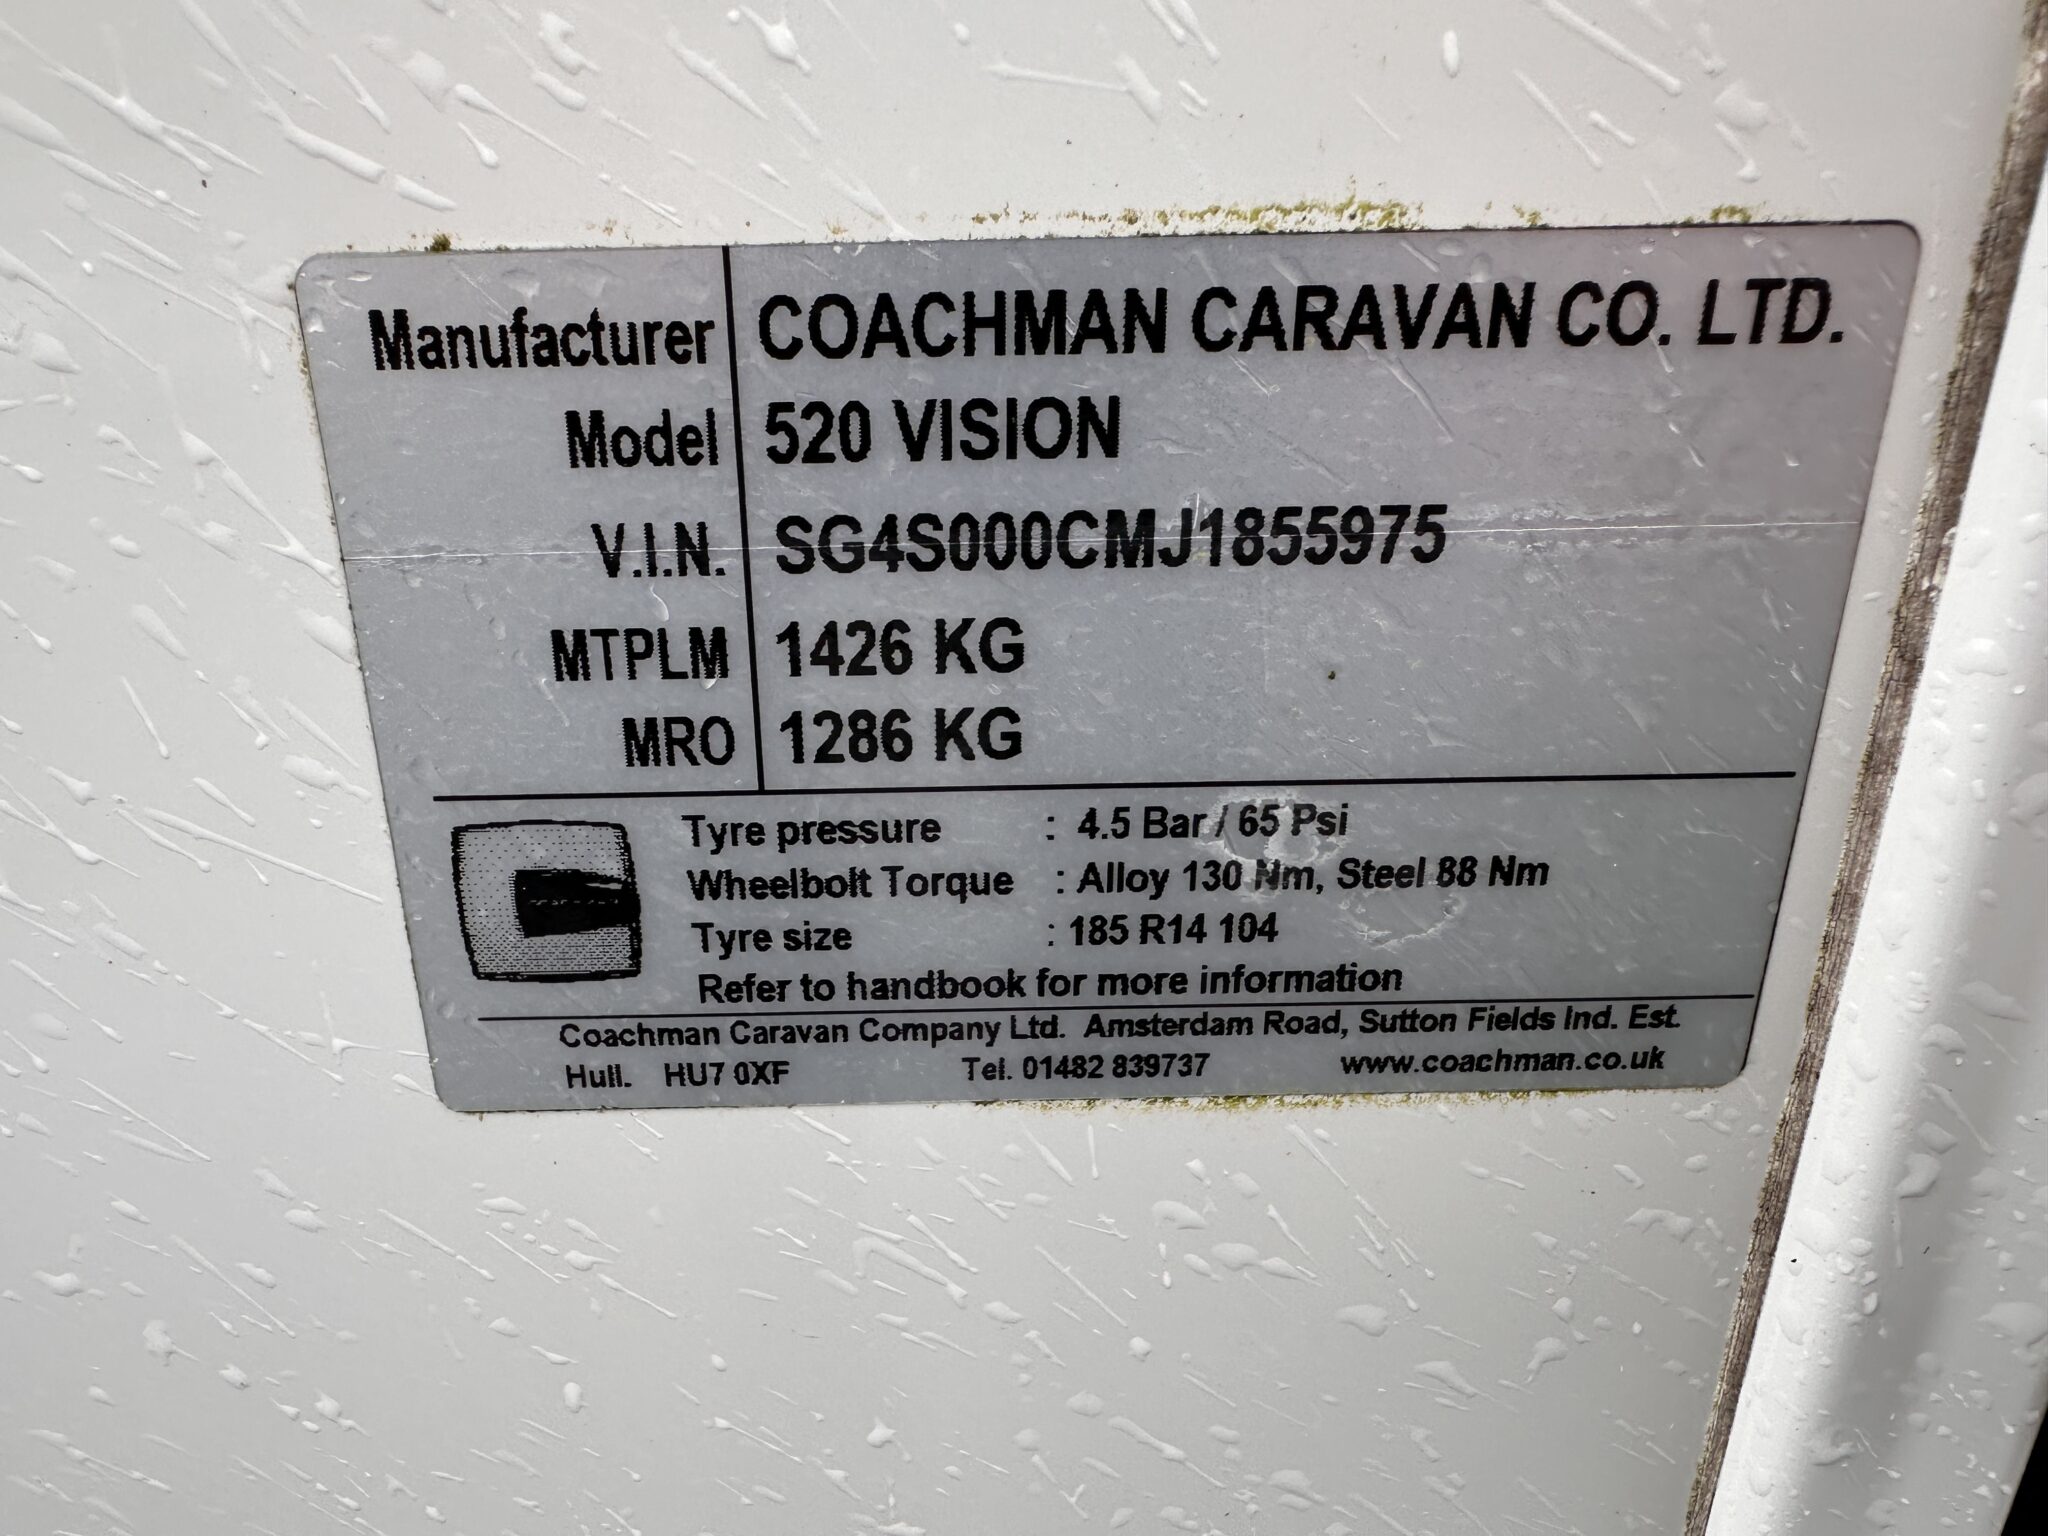 Manufacturer COACHMAN CARAVAN CO. LTD.
Model 520 VISION
V.I.N. SG4S000CMJ1855975
MTPLM 1426 KG
MRO 1286 KG
Tyre pressure : 4.5 Bar / 65 Psi
Wheelbolt Torque : Alloy 130 Nm, Steel 88 Nm
Tyre size : 185 R14 104
Refer to handbook for more information
Coachman Caravan Company Ltd. Amsterdam Road, Sutton Fields Ind. Est.
Hull. HU7 0XF Tel. 01482 839737 www.coachman.co.uk